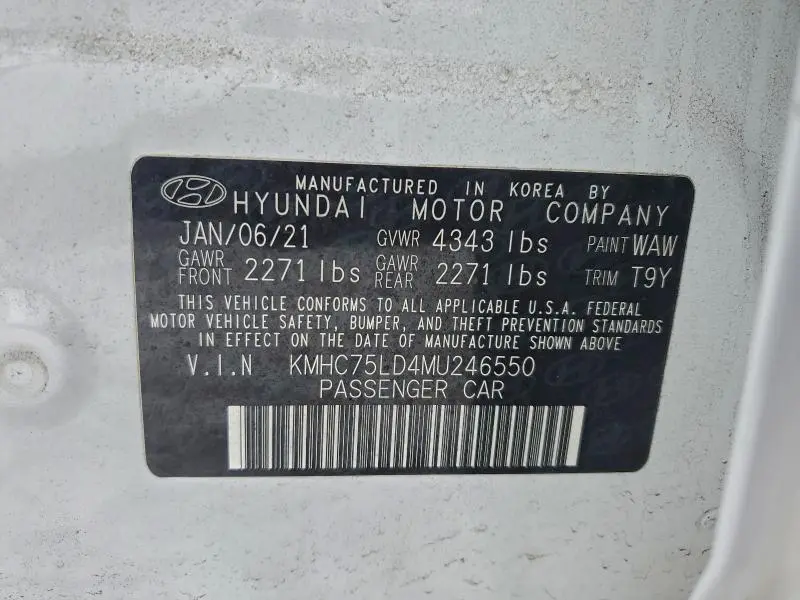 MANUFACTURED IN KOREA BY
HYUNDAI MOTOR COMPANY
JAN/06/21 GVWR 4343 lbs PAINT WAW
GAWR FRONT 2271 lbs GAWR REAR 2271 lbs TRIM T9Y
THIS VEHICLE CONFORMS TO ALL APPLICABLE U.S.A. FEDERAL
MOTOR VEHICLE SAFETY, BUMPER, AND THEFT PREVENTION STANDARDS
IN EFFECT ON THE DATE OF MANUFACTURE SHOWN ABOVE
V.I.N KMHC75LD4MU246550
PASSENGER CAR